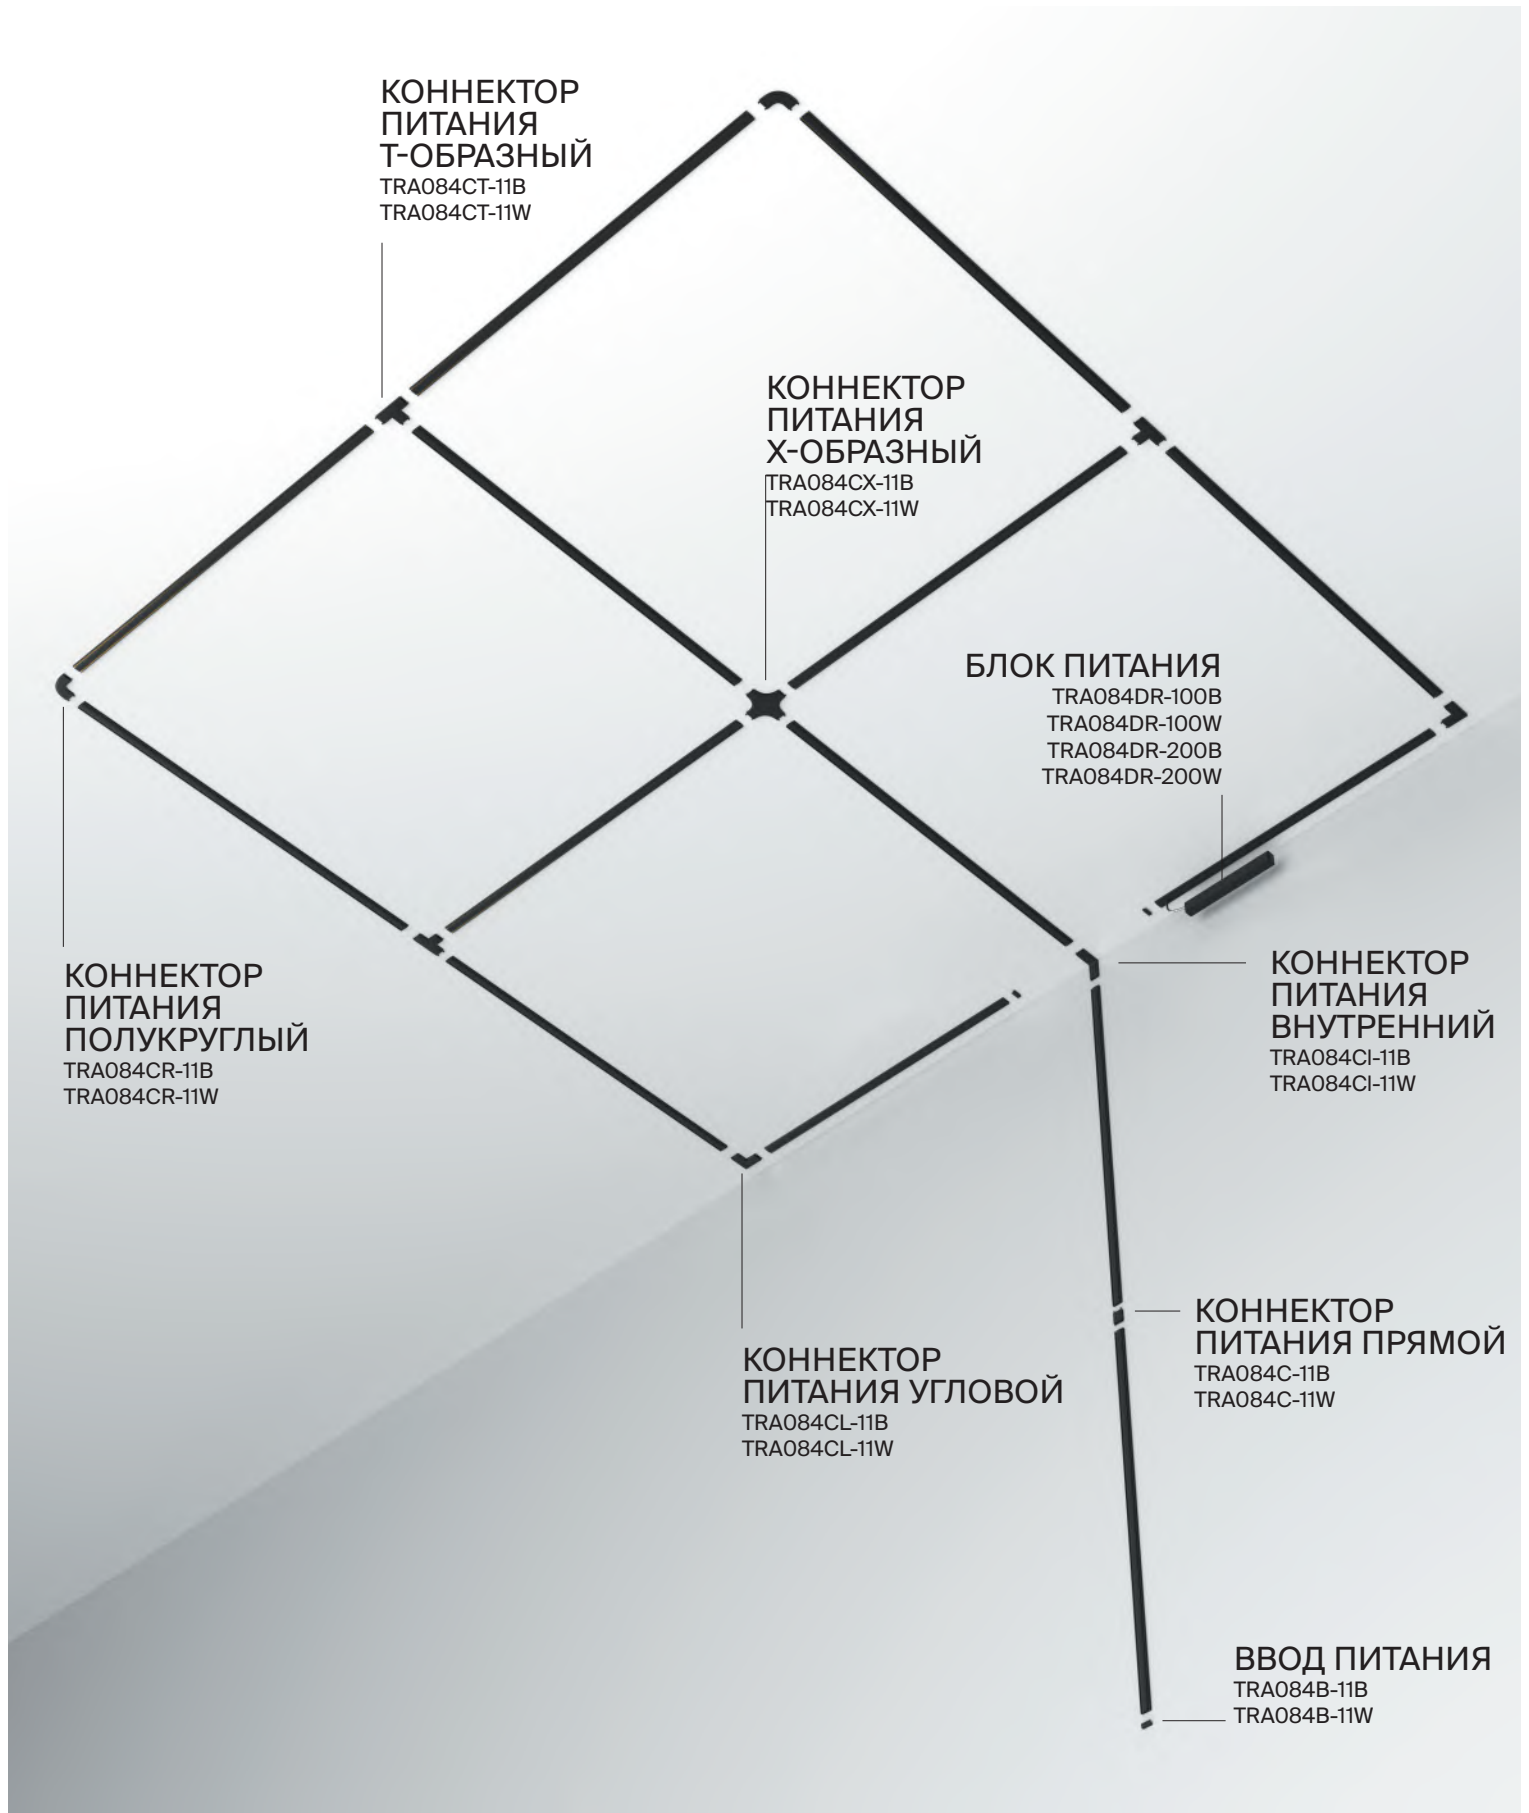 КОННЕКТОР
ПИТАНИЯ
Т-ОБРАЗНЫЙ
TRA084CT-11B
TRA084CT-11W
КОННЕКТОР
ПИТАНИЯ
Х-ОБРАЗНЫЙ
TRA084CX-11B
TRA084CX-11W
БЛОК ПИТАНИЯ
TRA084DR-100B
TRA084DR-100W
TRA084DR-200B
TRA084DR-200W
КОННЕКТОР
ПИТАНИЯ
ПОЛУКРУГЛЫЙ
TRA084CR-11B
TRA084CR-11W
КОННЕКТОР
ПИТАНИЯ
ВНУТРЕННИЙ
TRA084CI-11B
TRA084CI-11W
КОННЕКТОР
ПИТАНИЯ ПРЯМОЙ
TRA084C-11B
TRA084C-11W
КОННЕКТОР
ПИТАНИЯ УГЛОВОЙ
TRA084CL-11B
TRA084CL-11W
ВВОД ПИТАНИЯ
TRA084B-11B
TRA084B-11W